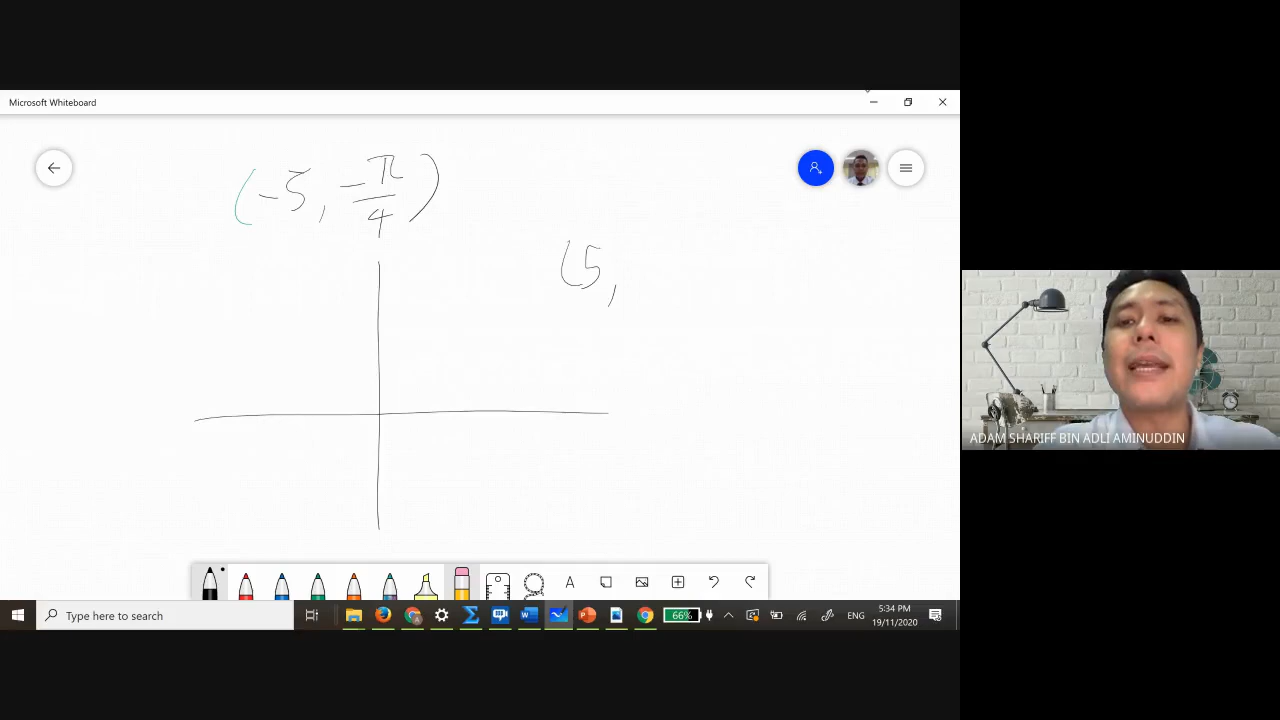 Microsoft Whiteboard
(-5, -π/4)
(5,
ADAM SHARIFF BIN ADLI AMINUDDIN
A
Type here to search
66%
ENG
5:34 PM
19/11/2020